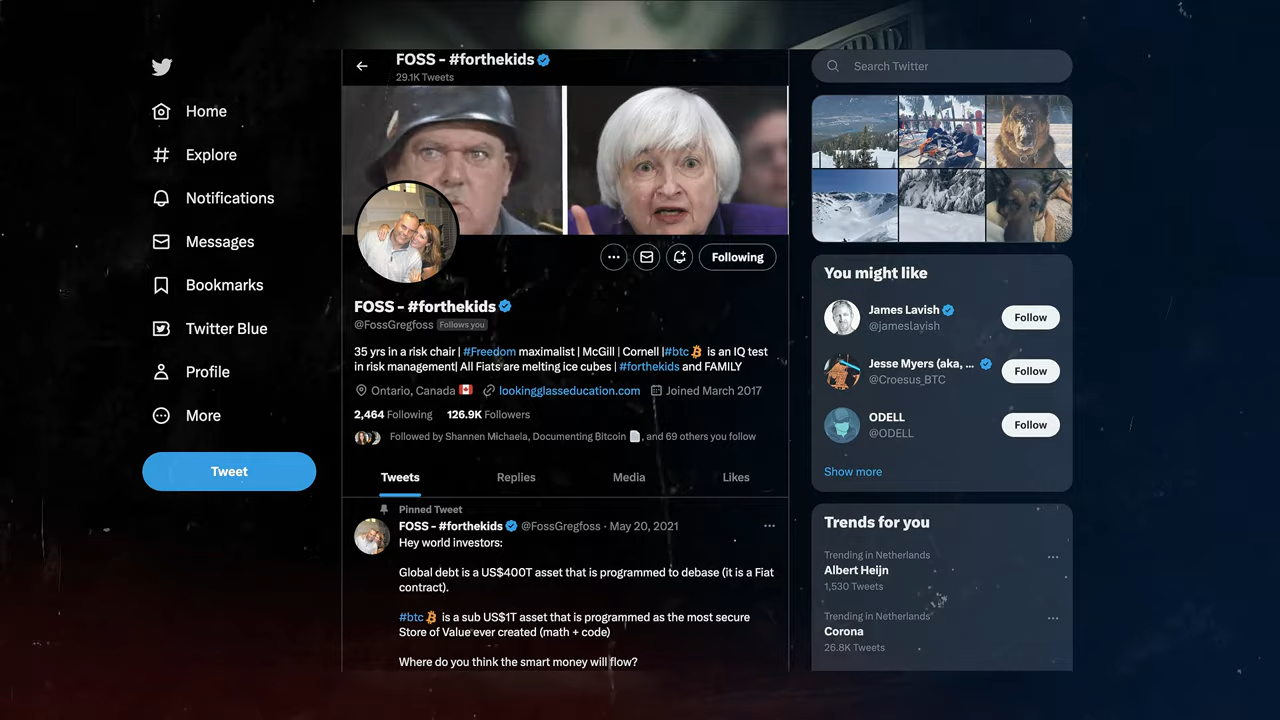 FOSS - #forthekids
29.1K Tweets
Home
Explore
Notifications
Messages
Bookmarks
Twitter Blue
Profile
More
Tweet
Following
FOSS - #forthekids
@FossGregfoss Follows you
35 yrs in a risk chair | #Freedom maximalist | McGill | Cornell |#btc is an IQ test
in risk management| All Fiats are melting ice cubes | #forthekids and FAMILY
Ontario, Canada lookingglasseducation.com Joined March 2017
2,464 Following 126.9K Followers
Followed by Shannen Michaela, Documenting Bitcoin, and 69 others you follow
Tweets Replies Media Likes
Pinned Tweet
FOSS - #forthekids @FossGregfoss · May 20, 2021
Hey world investors:
Global debt is a US$400T asset that is programmed to debase (it is a Fiat
contract).
#btc is a sub US$1T asset that is programmed as the most secure
Store of Value ever created (math + code)
Where do you think the smart money will flow?
Search Twitter
You might like
James Lavish
@jameslavish
Follow
Jesse Myers (aka, ...
@Croesus_BTC
Follow
ODELL
@ODELL
Follow
Show more
Trends for you
Trending in Netherlands
Albert Heijn
1,530 Tweets
Trending in Netherlands
Corona
26.8K Tweets